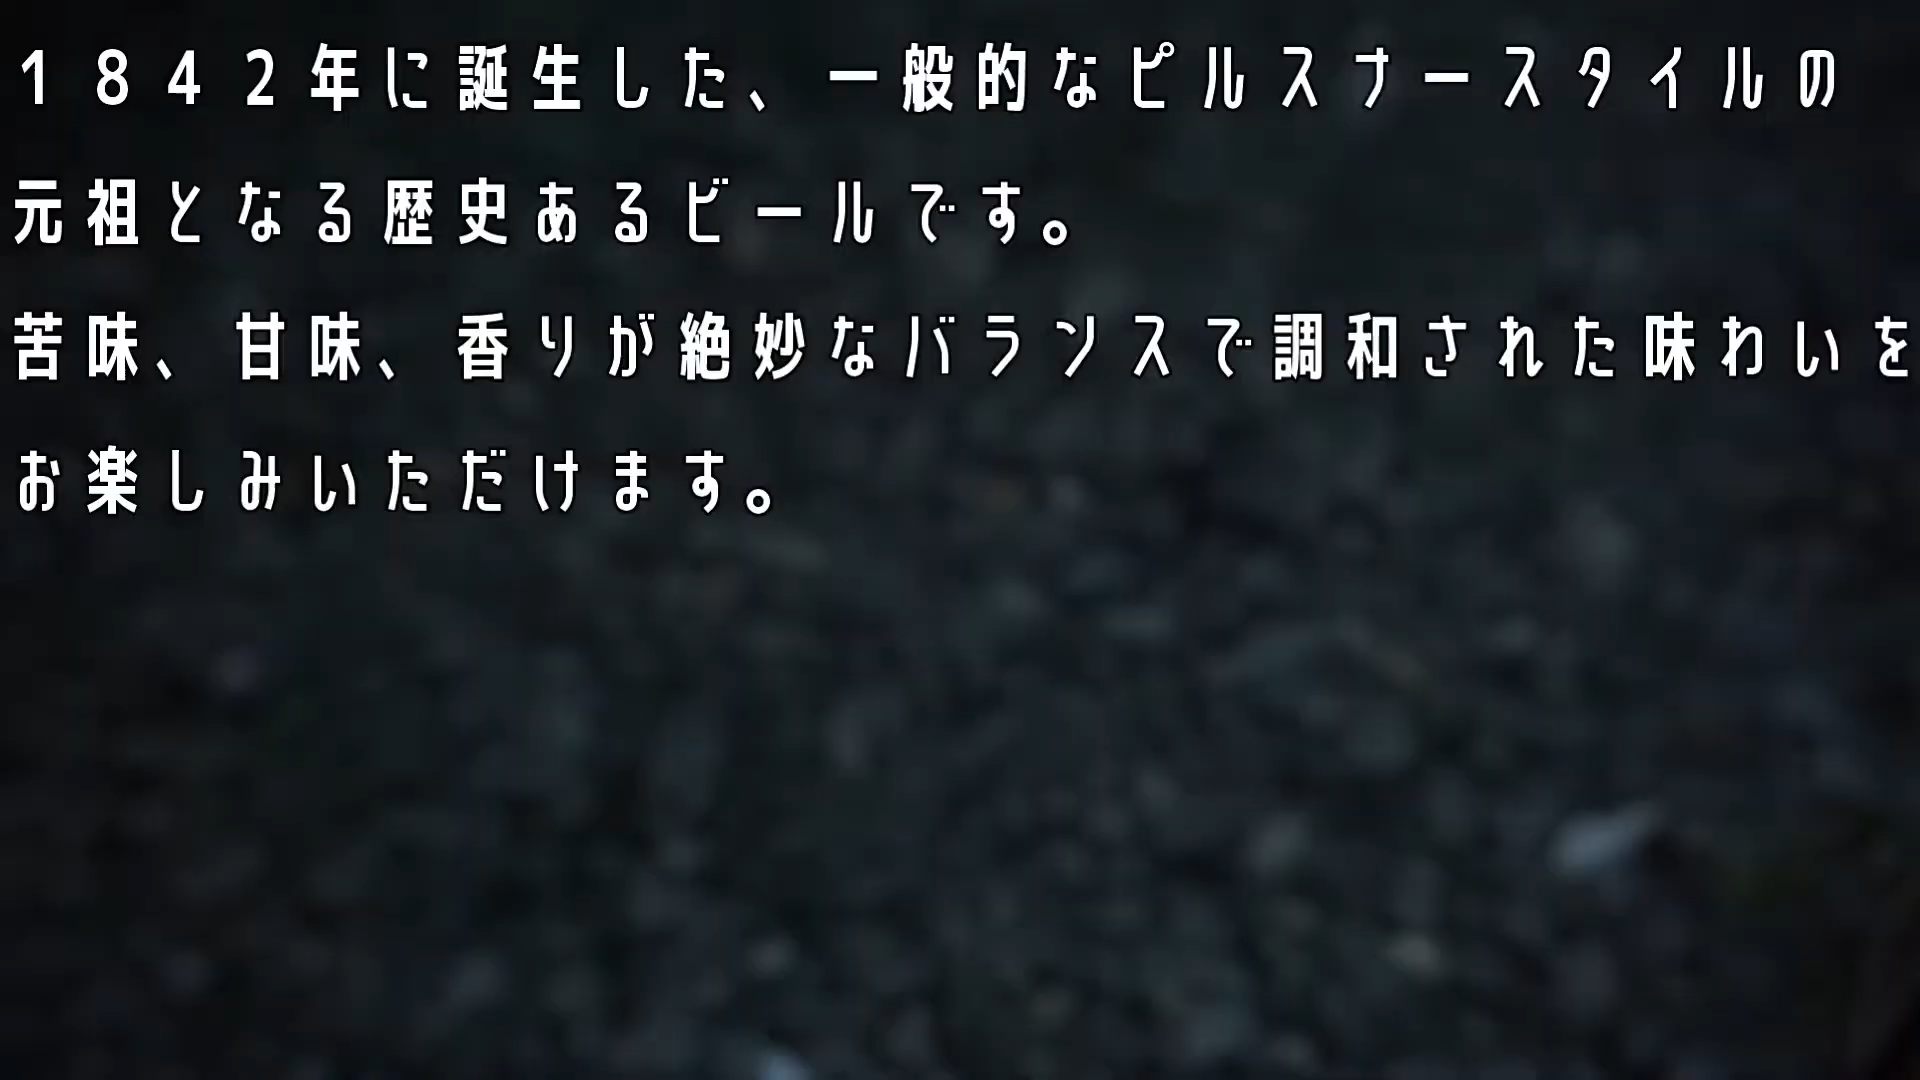 １８４２年に誕生した、一般的なピルスナースタイルの
元祖となる歴史あるビールです。
苦味、甘味、香りが絶妙なバランスで調和された味わいを
お楽しみいただけます。